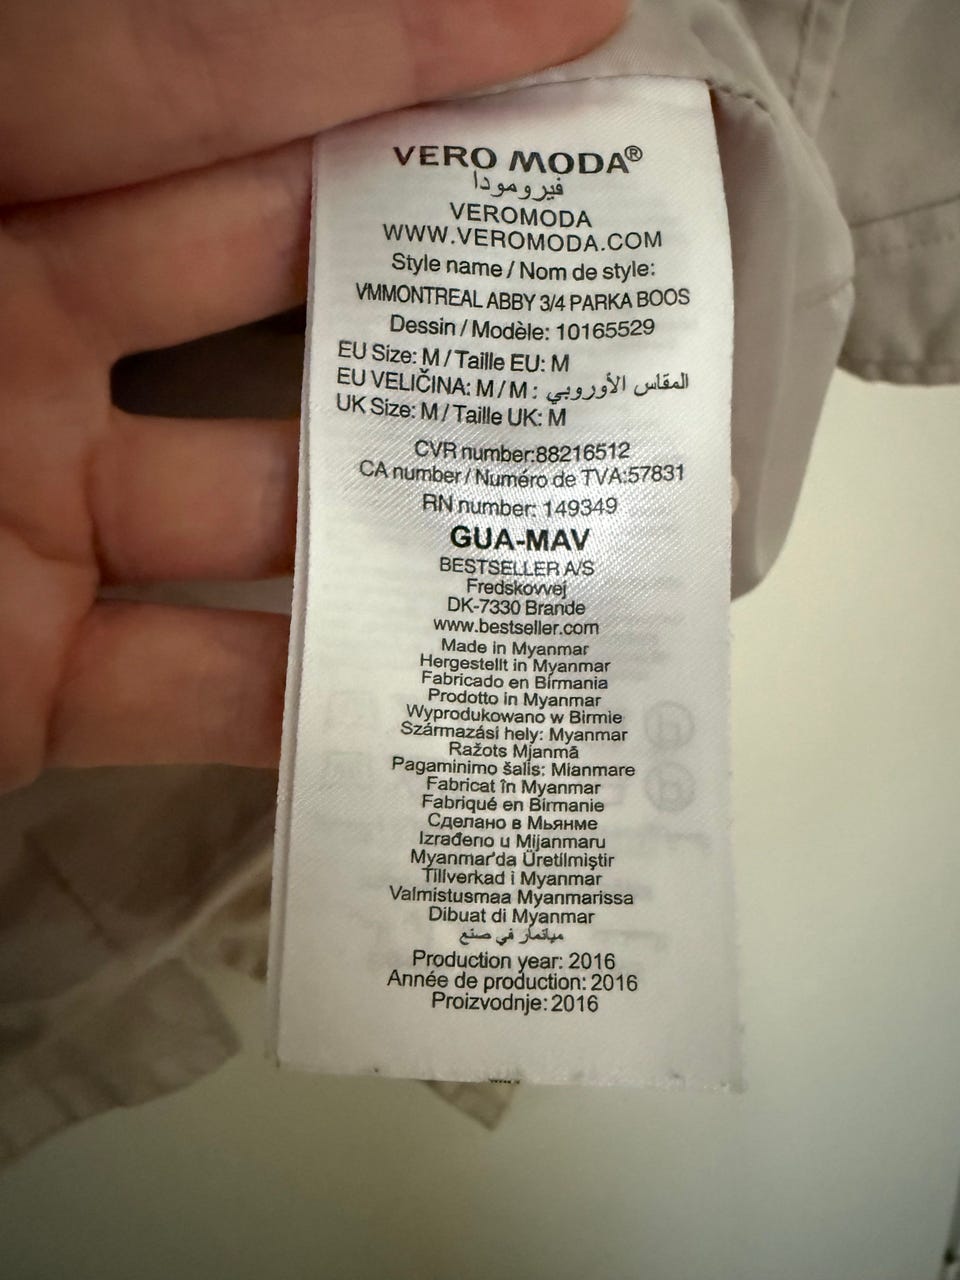 VERO MODA®
فيرومودا
VEROMODA
WWW.VEROMODA.COM
Style name / Nom de style:
VMMONTREAL ABBY 3/4 PARKA BOOS
Dessin / Modèle: 10165529
EU Size: M / Taille EU: M
EU VELIČINA: M / M : المقاس الأوروبي
UK Size: M / Taille UK: M
CVR number:88216512
CA number / Numéro de TVA:57831
RN number: 149349
GUA-MAV
BESTSELLER A/S
Fredskovvej
DK-7330 Brande
www.bestseller.com
Made in Myanmar
Hergestellt in Myanmar
Fabricado en Birmania
Prodotto in Myanmar
Wyprodukowano w Birmie
Származási hely: Myanmar
Ražots Mjanmā
Pagaminimo šalis: Mianmare
Fabricat în Myanmar
Fabriqué en Birmanie
Сделано в Мьянме
Izrađeno u Mijanmaru
Myanmar'da Üretilmiştir
Tillverkad i Myanmar
Valmistusmaa Myanmarissa
Dibuat di Myanmar
ميانمار في صنع
Production year: 2016
Année de production: 2016
Proizvodnje: 2016